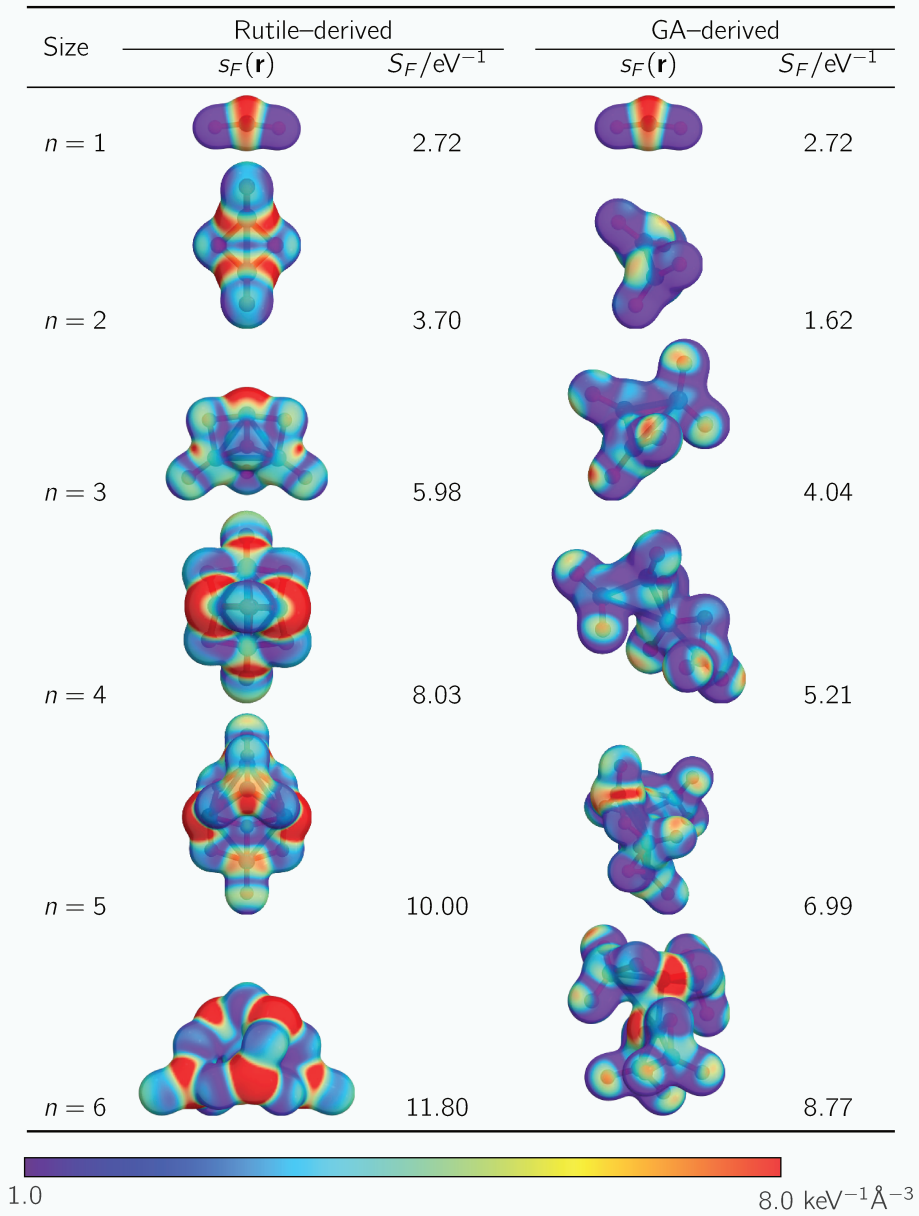 Size Rutile–derived GA–derived
s_F(r) S_F/eV⁻¹ s_F(r) S_F/eV⁻¹
n = 1 2.72 2.72
n = 2 3.70 1.62
n = 3 5.98 4.04
n = 4 8.03 5.21
n = 5 10.00 6.99
n = 6 11.80 8.77
1.0 8.0 keV⁻¹Å⁻³